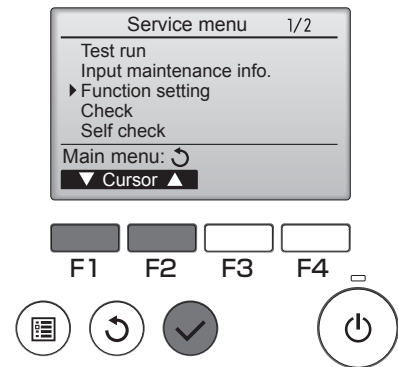 Service menu 1/2
Test run
Input maintenance info.
Function setting
Check
Self check
Main menu:
▼ Cursor ▲
F1 F2 F3 F4